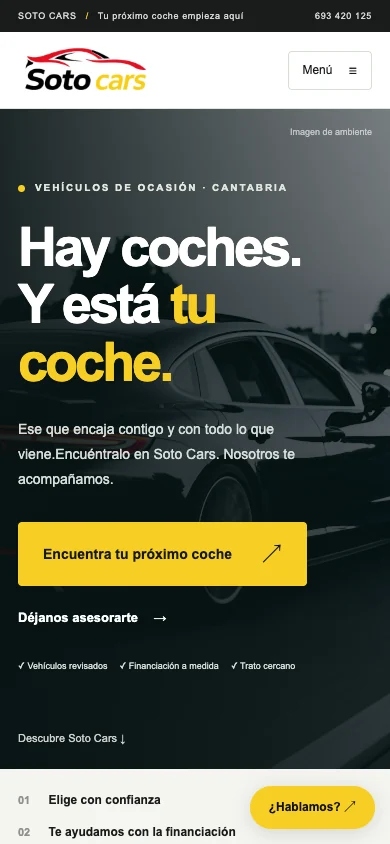 SOTO CARS / Tu próximo coche empieza aquí 693 420 125
Soto cars
Menú ≡
Imagen de ambiente
VEHÍCULOS DE OCASIÓN · CANTABRIA
Hay coches.
Y está tu
coche.
Ese que encaja contigo y con todo lo que
viene.Encuéntralo en Soto Cars. Nosotros te
acompañamos.
Encuentra tu próximo coche ↗
Déjanos asesorarte →
✓ Vehículos revisados ✓ Financiación a medida ✓ Trato cercano
Descubre Soto Cars ↓
01 Elige con confianza
¿Hablamos? ↗
02 Te ayudamos con la financiación